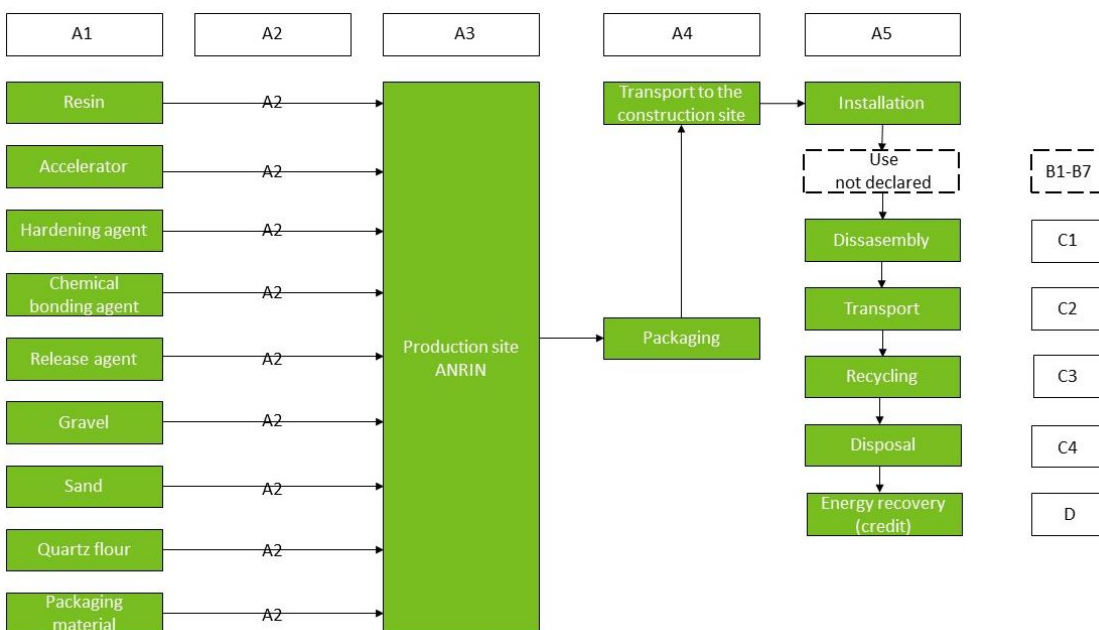 A1
A2
A3
A4
A5
Resin
A2
Transport to the
construction site
Installation
Accelerator
A2
Use
not declared
B1-B7
Hardening agent
A2
Dissasembly
C1
Chemical
bonding agent
A2
Transport
C2
Release agent
A2
Production site
ANRIN
Packaging
Recycling
C3
Gravel
A2
Disposal
C4
Sand
A2
Energy recovery
(credit)
D
Quartz flour
A2
Packaging
material
A2